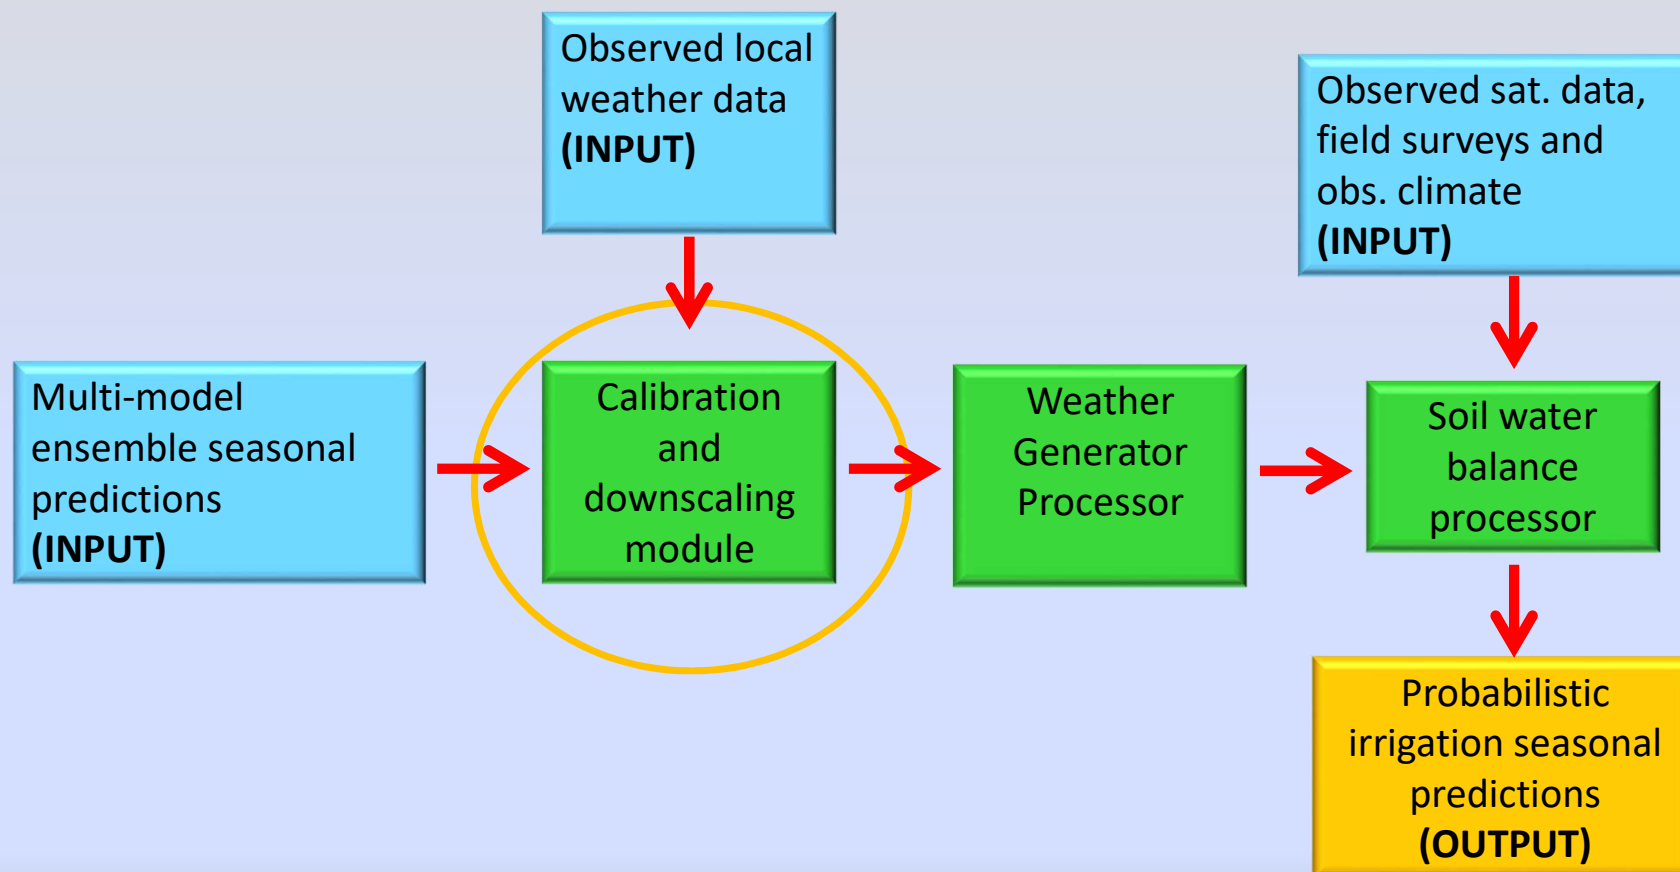 Observed local
weather data
(INPUT)
Observed sat. data,
field surveys and
obs. climate
(INPUT)
Multi-model
ensemble seasonal
predictions
(INPUT)
Calibration
and
downscaling
module
Weather
Generator
Processor
Soil water
balance
processor
Probabilistic
irrigation seasonal
predictions
(OUTPUT)